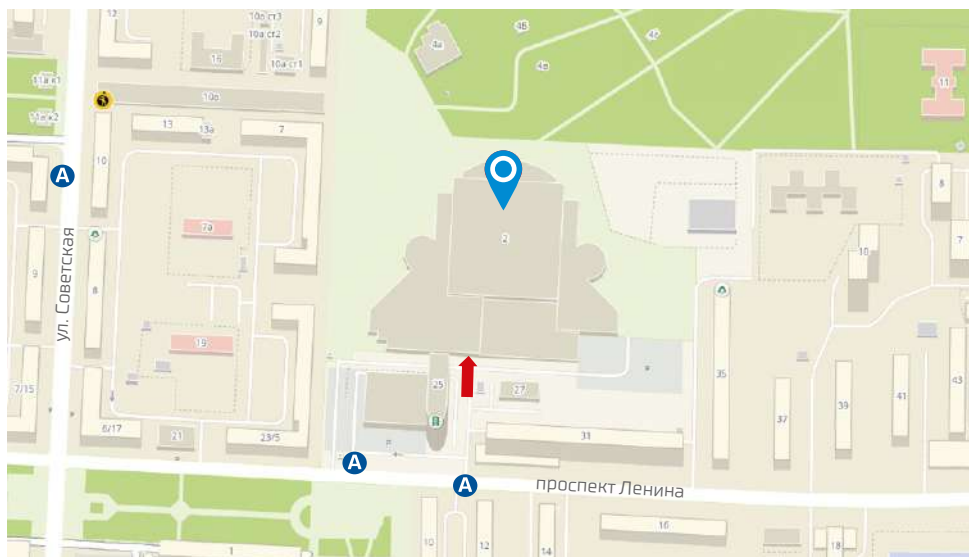 12
10в ст3
10а ст2
9
16
10а ст1
4а
4б
4г
4в
11
11а к1
10в
11а к2
13
13а
7
10
А
8
7а
2
10
7
9
8
ул. Советская
19
35
7/15
25
27
37
39
41
43
6/17
21
23/5
31
А
А
проспект Ленина
10
12
14
16
18
1